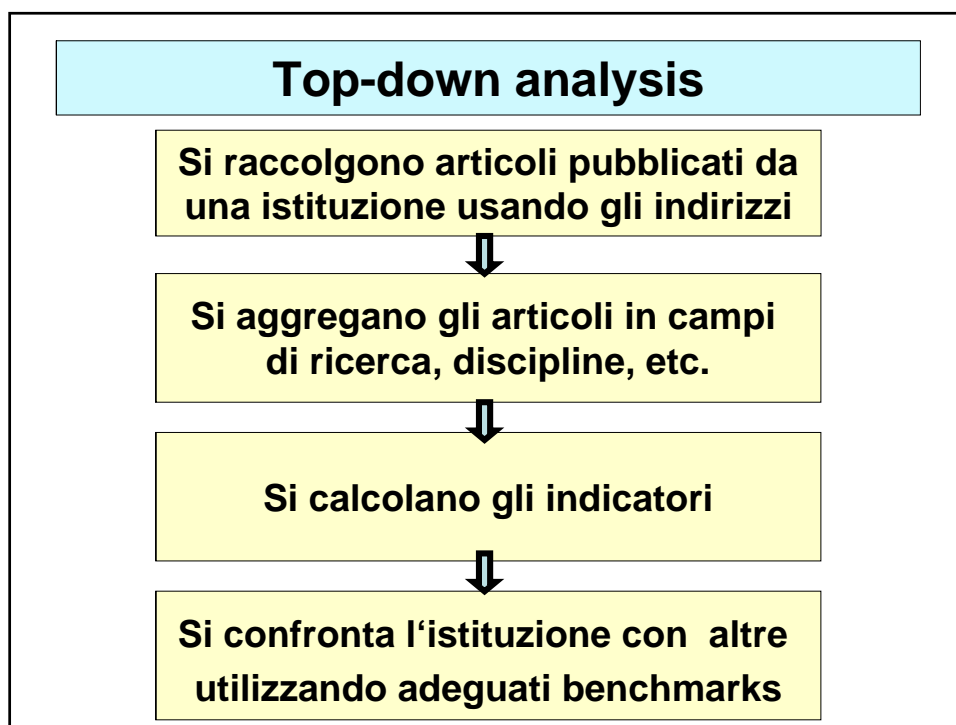 Top-down analysis
Si raccolgono articoli pubblicati da
una istituzione usando gli indirizzi
Si aggregano gli articoli in campi
di ricerca, discipline, etc.
Si calcolano gli indicatori
Si confronta l‘istituzione con altre
utilizzando adeguati benchmarks